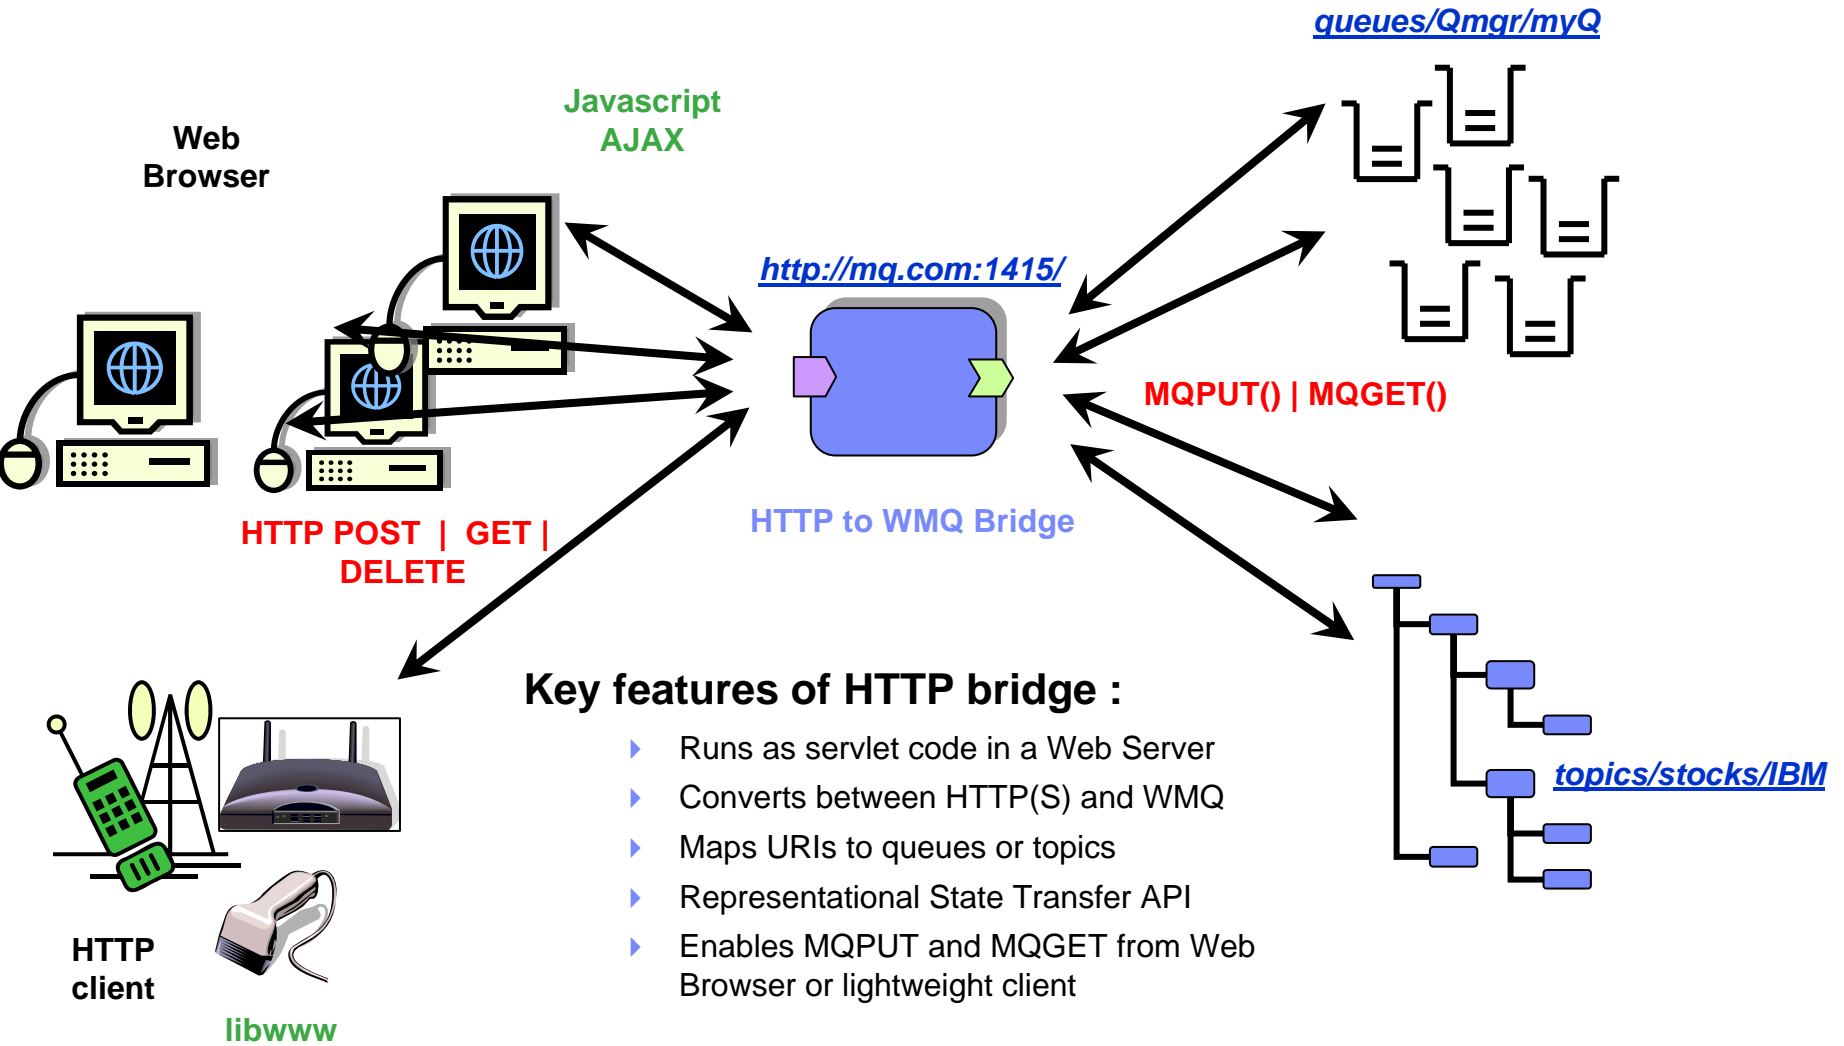 queues/Qmgr/myQ
Javascript
AJAX
Web
Browser
http://mq.com:1415/
MQPUT() | MQGET()
HTTP to WMQ Bridge
HTTP POST | GET |
DELETE
Key features of HTTP bridge :
Runs as servlet code in a Web Server
Converts between HTTP(S) and WMQ
Maps URIs to queues or topics
Representational State Transfer API
Enables MQPUT and MQGET from Web
Browser or lightweight client
topics/stocks/IBM
HTTP
client
libwww